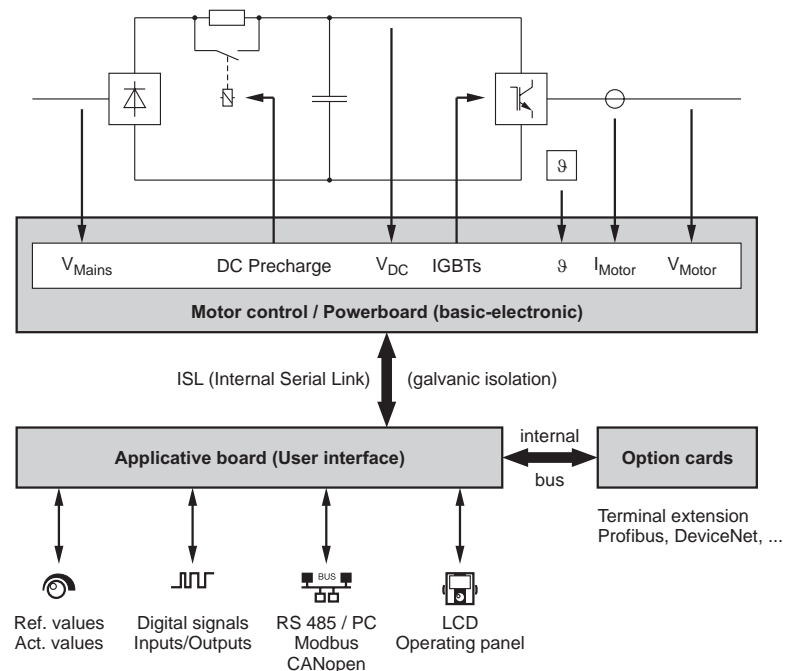 ϑ
V_Mains DC Precharge V_DC IGBTs ϑ I_Motor V_Motor
Motor control / Powerboard (basic-electronic)
ISL (Internal Serial Link) (galvanic isolation)
Applicative board (User interface)
internal
bus
Option cards
Terminal extension
Profibus, DeviceNet, ...
BUS
Ref. values
Act. values
Digital signals
Inputs/Outputs
RS 485 / PC
Modbus
CANopen
LCD
Operating panel